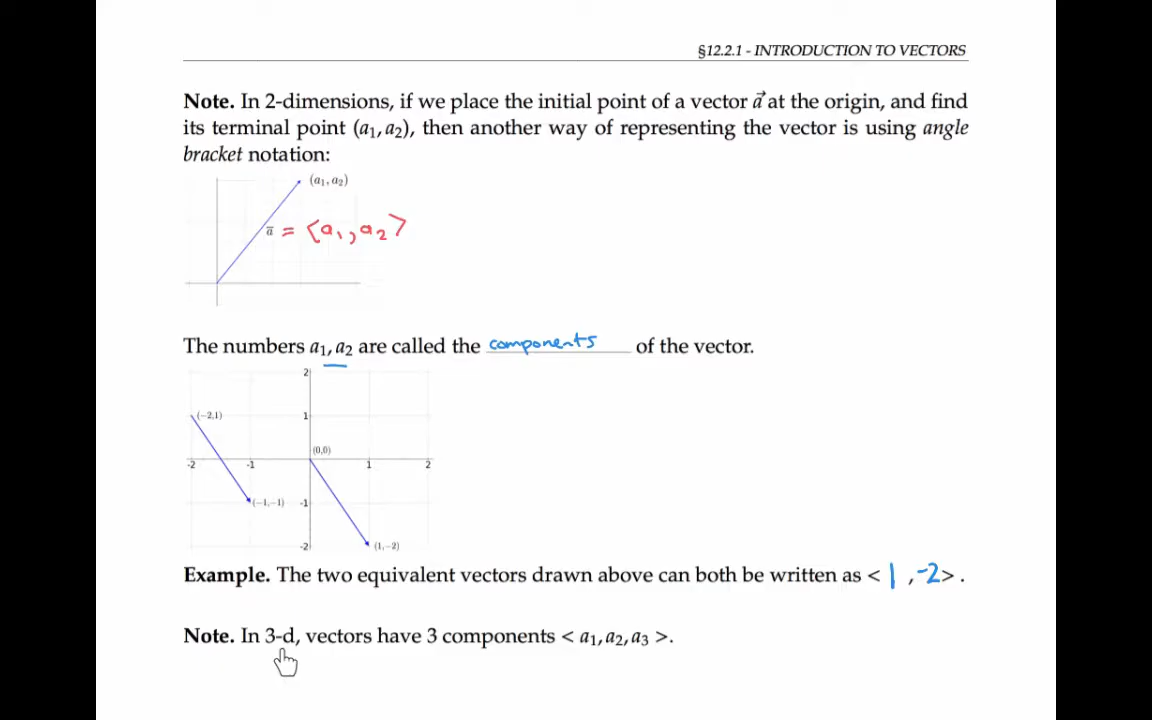 §12.2.1 - INTRODUCTION TO VECTORS
Note. In 2-dimensions, if we place the initial point of a vector a⃗ at the origin, and find
its terminal point (a₁, a₂), then another way of representing the vector is using angle
bracket notation:
(a₁, a₂)
a⃗ = <a₁, a₂>
The numbers a₁, a₂ are called the components of the vector.
2
(−2,1)
1
(0,0)
-2 -1 1 2
(−1,−1)
-1
-2
(1,−2)
Example. The two equivalent vectors drawn above can both be written as < 1 , -2 > .
Note. In 3-d, vectors have 3 components < a₁, a₂, a₃ >.